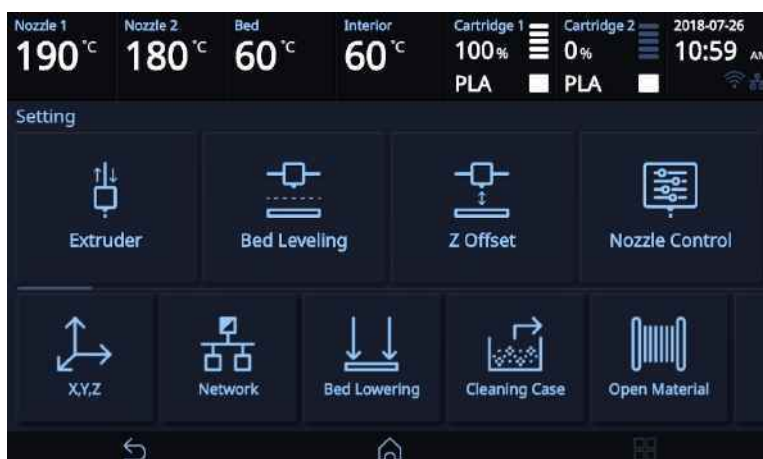 Nozzle 1 Nozzle 2 Bed Interior Cartridge 1 Cartridge 2 2018-07-26
190 °C 180 °C 60 °C 60 °C 100 % 0 % 10:59 AM
PLA PLA
Setting
Extruder Bed Leveling Z Offset Nozzle Control
X,Y,Z Network Bed Lowering Cleaning Case Open Material